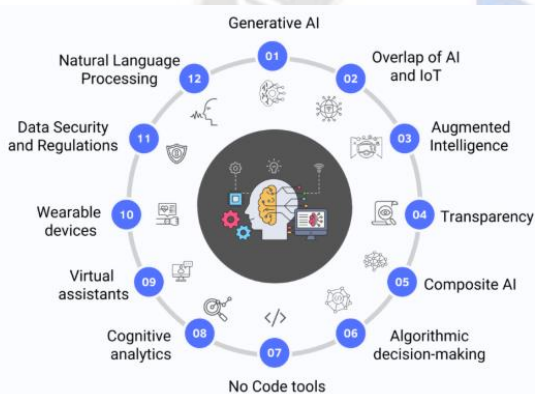 Generative AI
01
Overlap of AI
and IoT
02
Augmented
Intelligence
03
Transparency
04
Composite AI
05
Algorithmic
decision-making
06
No Code tools
07
Cognitive
analytics
08
Virtual
assistants
09
Wearable
devices
10
Data Security
and Regulations
11
Natural Language
Processing
12